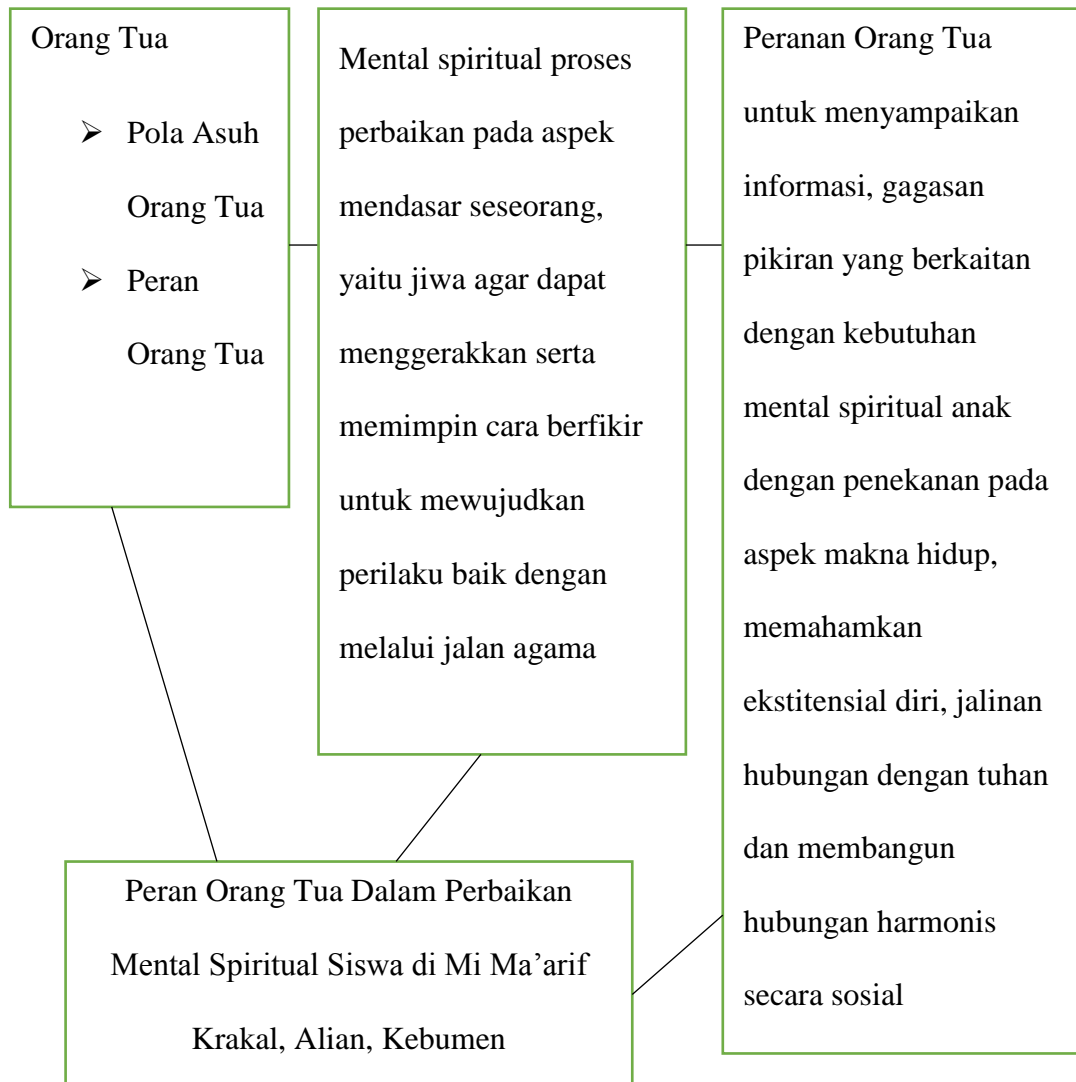 Orang Tua
➢ Pola Asuh
Orang Tua
➢ Peran
Orang Tua
Mental spiritual proses
perbaikan pada aspek
mendasar seseorang,
yaitu jiwa agar dapat
menggerakkan serta
memimpin cara berfikir
untuk mewujudkan
perilaku baik dengan
melalui jalan agama
Peranan Orang Tua
untuk menyampaikan
informasi, gagasan
pikiran yang berkaitan
dengan kebutuhan
mental spiritual anak
dengan penekanan pada
aspek makna hidup,
memahamkan
ekstitensial diri, jalinan
hubungan dengan tuhan
dan membangun
hubungan harmonis
secara sosial
Peran Orang Tua Dalam Perbaikan
Mental Spiritual Siswa di Mi Ma’arif
Krakal, Alian, Kebumen